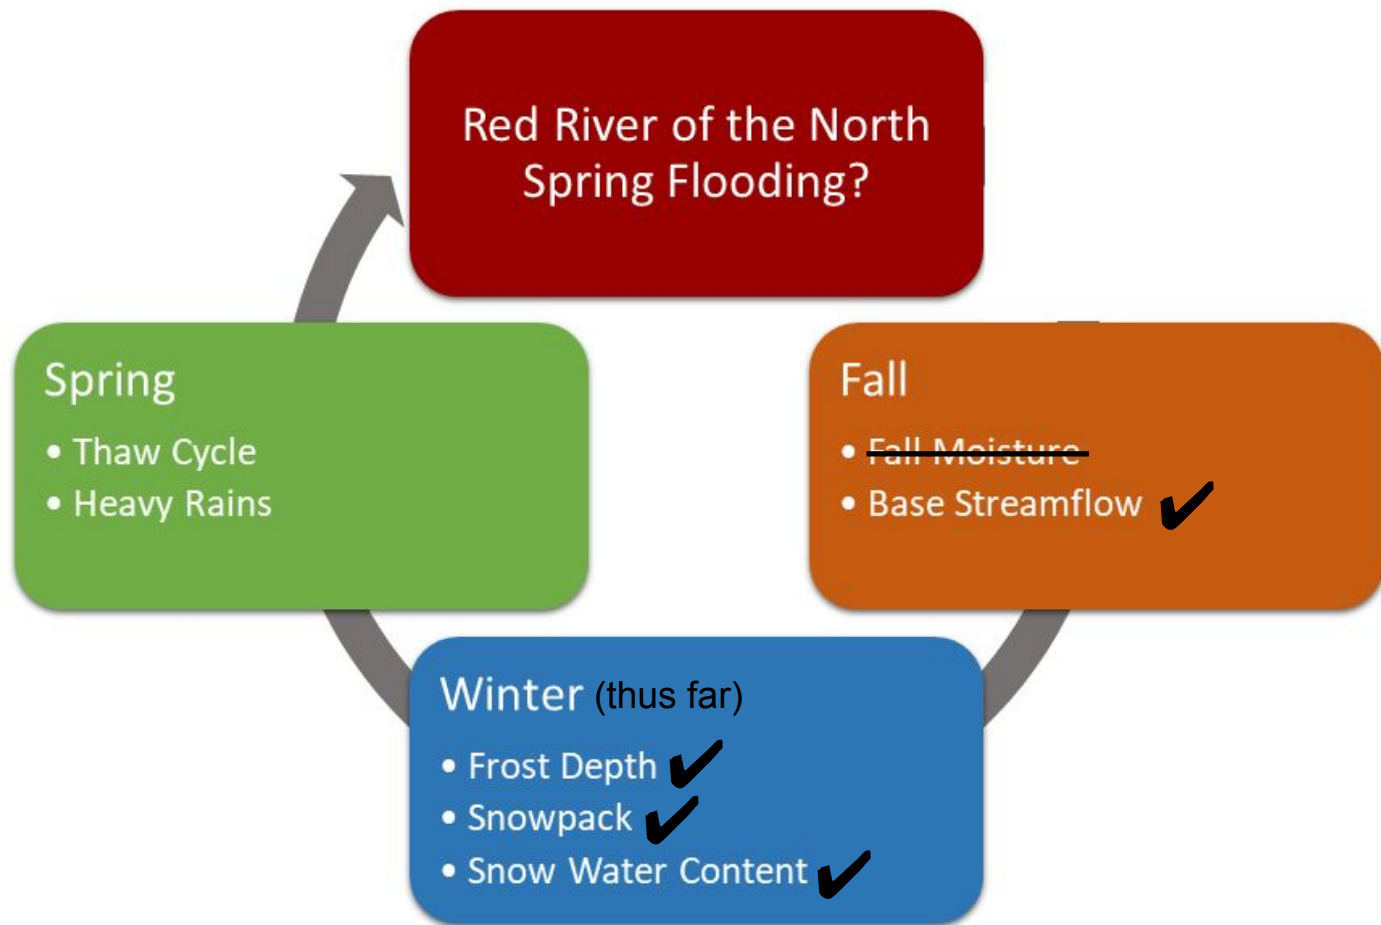 Red River of the North
Spring Flooding?
Spring
• Thaw Cycle
• Heavy Rains
Fall
• Fall Moisture
• Base Streamflow ✔
Winter (thus far)
• Frost Depth ✔
• Snowpack ✔
• Snow Water Content ✔